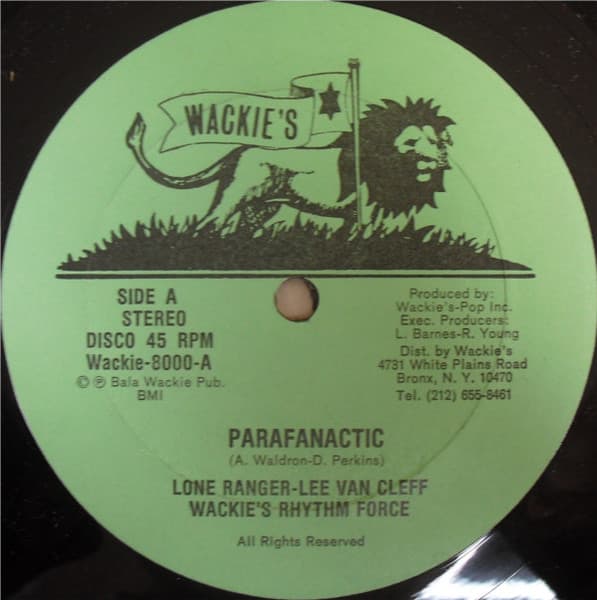 WACKIE'S
SIDE A
STEREO
DISCO 45 RPM
Wackie-8000-A
© ℗ Bala Wackie Pub.
BMI
Produced by:
Wackie's-Pop Inc.
Exec. Producers:
L. Barnes-R. Young
Dist. by Wackie's
4731 White Plains Road
Bronx, N. Y. 10470
Tel. (212) 655-8461
PARAFANACTIC
(A. Waldron-D. Perkins)
LONE RANGER-LEE VAN CLEFF
WACKIE'S RHYTHM FORCE
All Rights Reserved